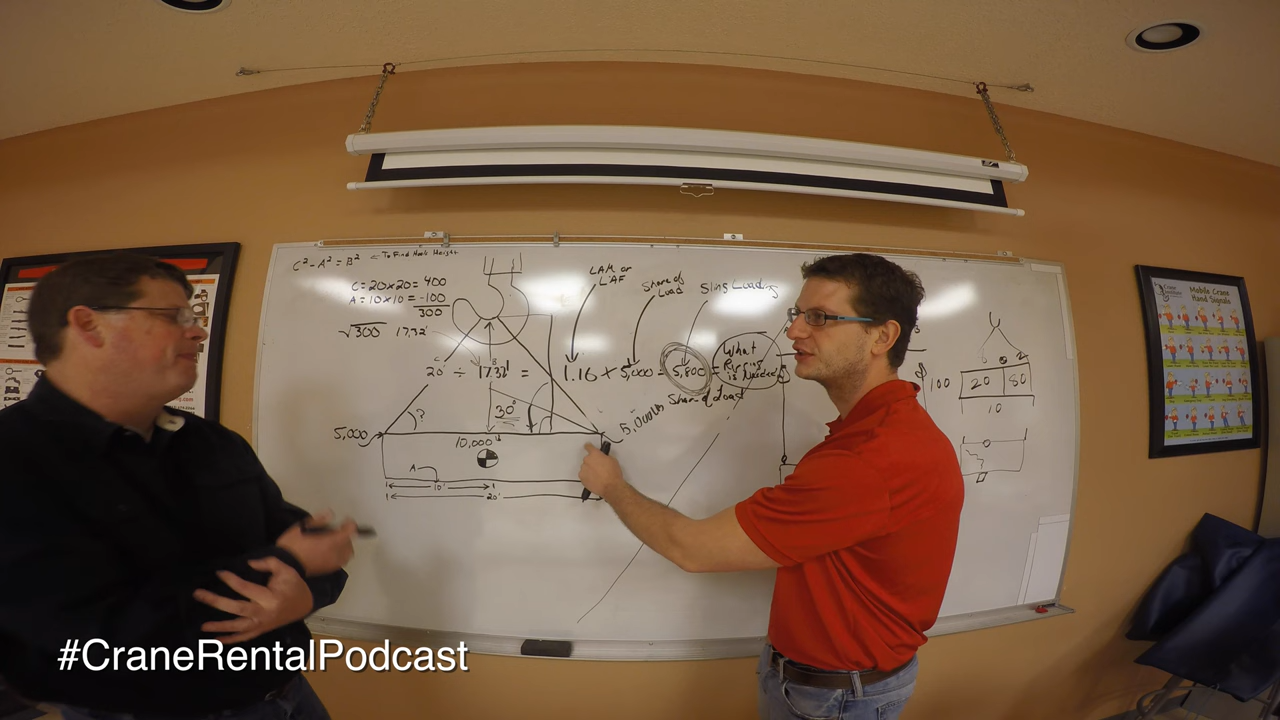 C² - A² = B² ← To Find Hook Height
C = 20 x 20 = 400
A = 10 x 10 = -100
300
√300 17.32'
LAM or
LAF
Share of
Load
Sling Loading
C
20' ÷ 17.32' = 1.16 x 5,000 = 5,800 = What
Rigging
is Needed
Share of Load
?
30°
5,000
5,000 lb
10,000
A
10'
20'
100
20
80
10
Crane
Mobile Crane
Hand Signals
#CraneRentalPodcast